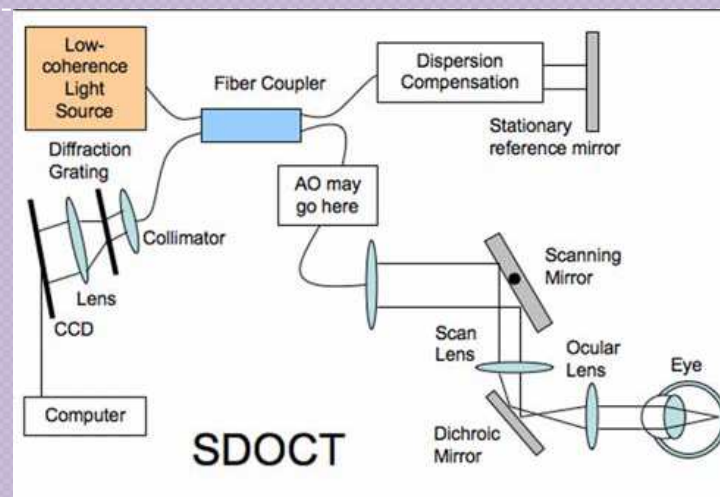 Low-
coherence
Light
Source
Fiber Coupler
Dispersion
Compensation
Stationary
reference mirror
Diffraction
Grating
AO may
go here
Collimator
Lens
CCD
Scanning
Mirror
Scan
Lens
Ocular
Lens
Eye
Computer
Dichroic
Mirror
SDOCT